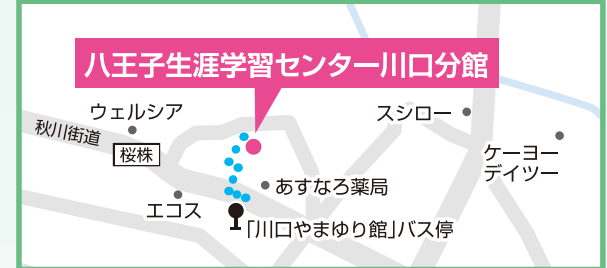 八王子生涯学習センター川口分館
ウェルシア
スシロー
秋川街道
桜株
ケーヨー
デイツー
あすなろ薬局
エコス
「川口やまゆり館」バス停